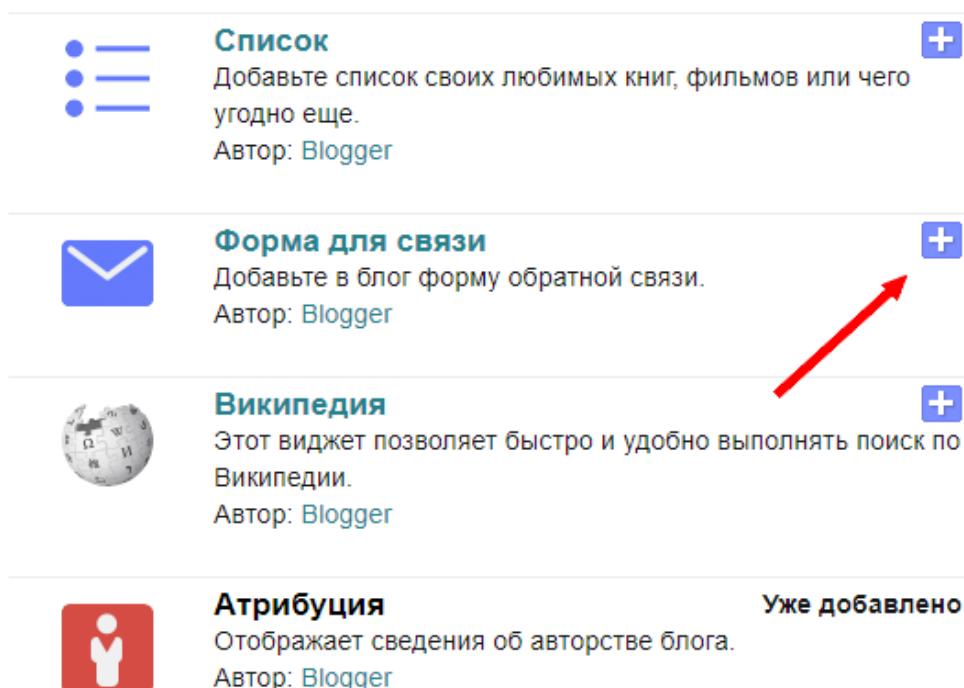 Список
Добавьте список своих любимых книг, фильмов или чего
угодно еще.
Автор: Blogger
Форма для связи
Добавьте в блог форму обратной связи.
Автор: Blogger
Википедия
Этот виджет позволяет быстро и удобно выполнять поиск по
Википедии.
Автор: Blogger
Атрибуция Уже добавлено
Отображает сведения об авторстве блога.
Автор: Blogger